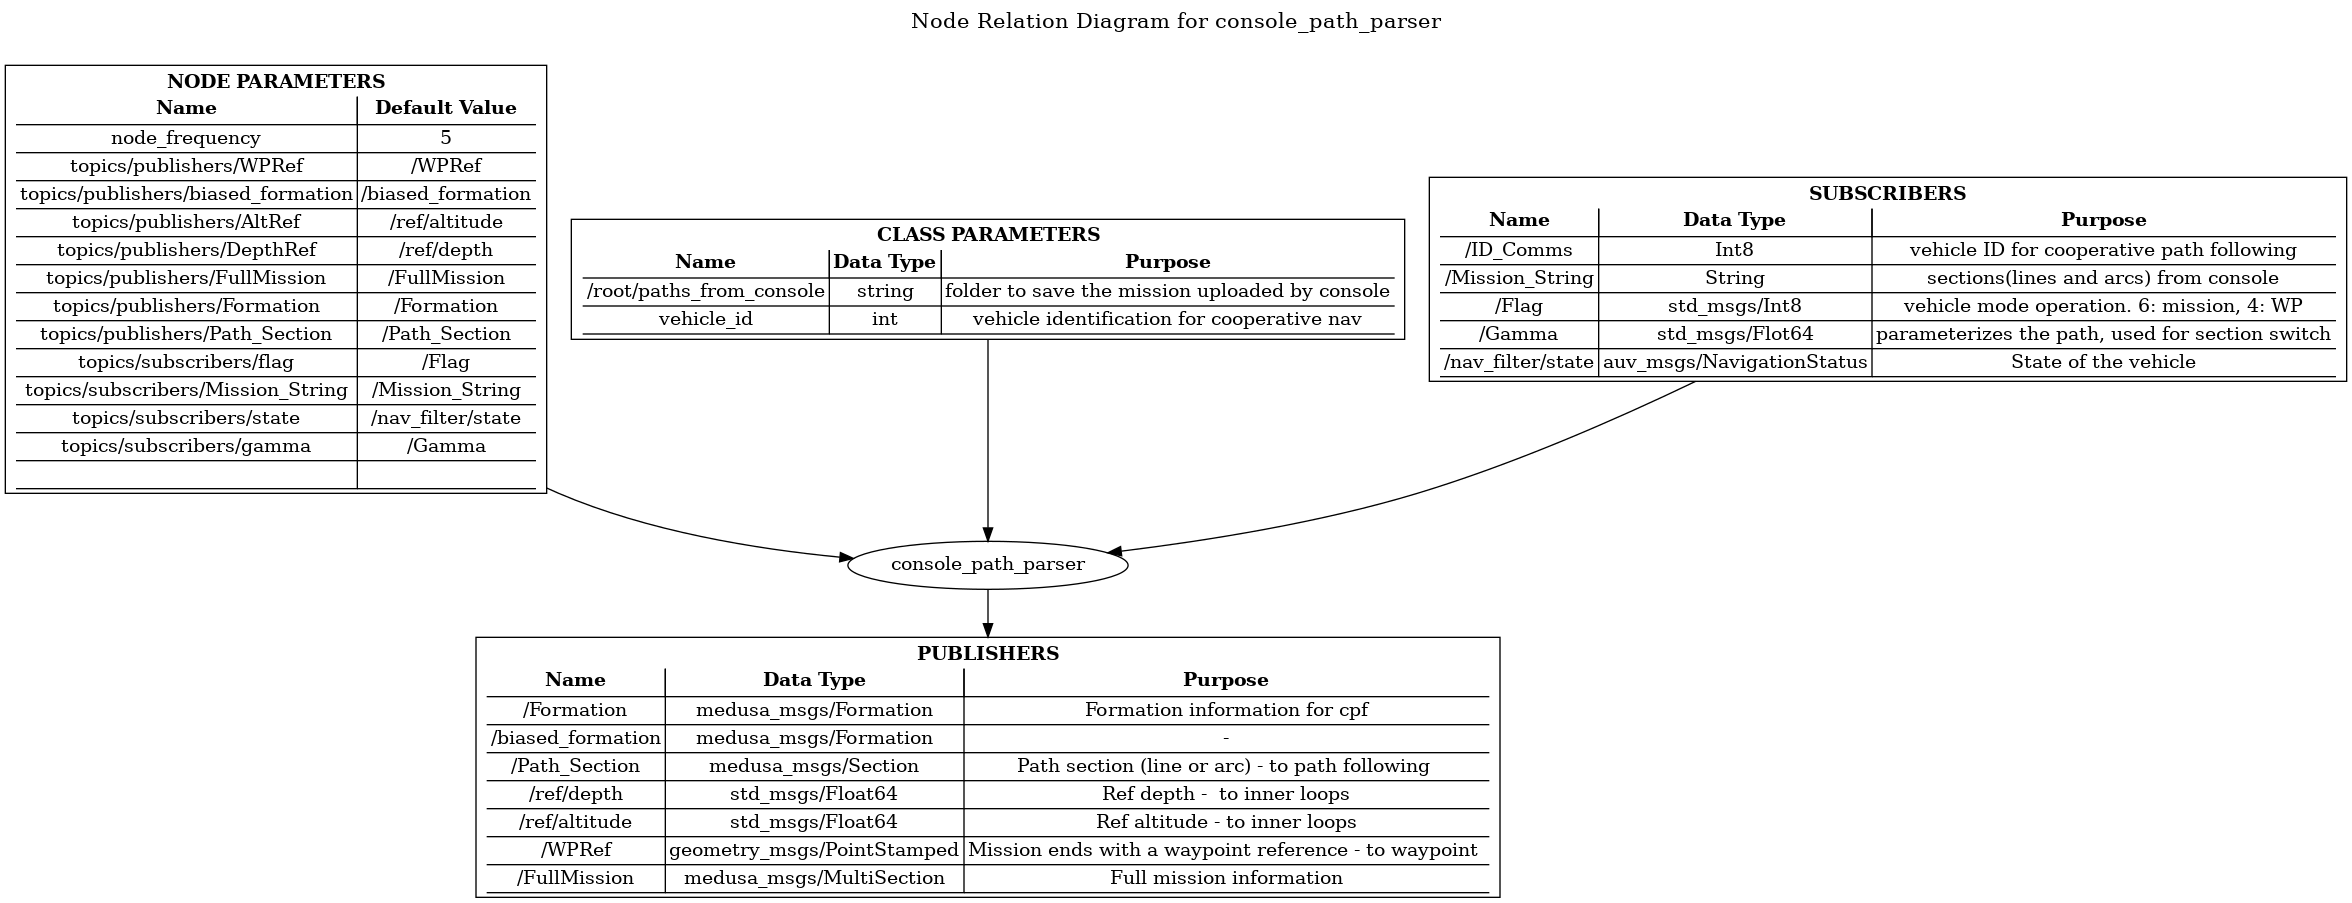 Node Relation Diagram for console_path_parser
NODE PARAMETERS
Name Default Value
node_frequency 5
topics/publishers/WPRef /WPRef
topics/publishers/biased_formation /biased_formation
topics/publishers/AltRef /ref/altitude
topics/publishers/DepthRef /ref/depth
topics/publishers/FullMission /FullMission
topics/publishers/Formation /Formation
topics/publishers/Path_Section /Path_Section
topics/subscribers/flag /Flag
topics/subscribers/Mission_String /Mission_String
topics/subscribers/state /nav_filter/state
topics/subscribers/gamma /Gamma
CLASS PARAMETERS
Name Data Type Purpose
/root/paths_from_console string folder to save the mission uploaded by console
vehicle_id int vehicle identification for cooperative nav
SUBSCRIBERS
Name Data Type Purpose
/ID_Comms Int8 vehicle ID for cooperative path following
/Mission_String String sections(lines and arcs) from console
/Flag std_msgs/Int8 vehicle mode operation. 6: mission, 4: WP
/Gamma std_msgs/Flot64 parameterizes the path, used for section switch
/nav_filter/state auv_msgs/NavigationStatus State of the vehicle
console_path_parser
PUBLISHERS
Name Data Type Purpose
/Formation medusa_msgs/Formation Formation information for cpf
/biased_formation medusa_msgs/Formation -
/Path_Section medusa_msgs/Section Path section (line or arc) - to path following
/ref/depth std_msgs/Float64 Ref depth - to inner loops
/ref/altitude std_msgs/Float64 Ref altitude - to inner loops
/WPRef geometry_msgs/PointStamped Mission ends with a waypoint reference - to waypoint
/FullMission medusa_msgs/MultiSection Full mission information